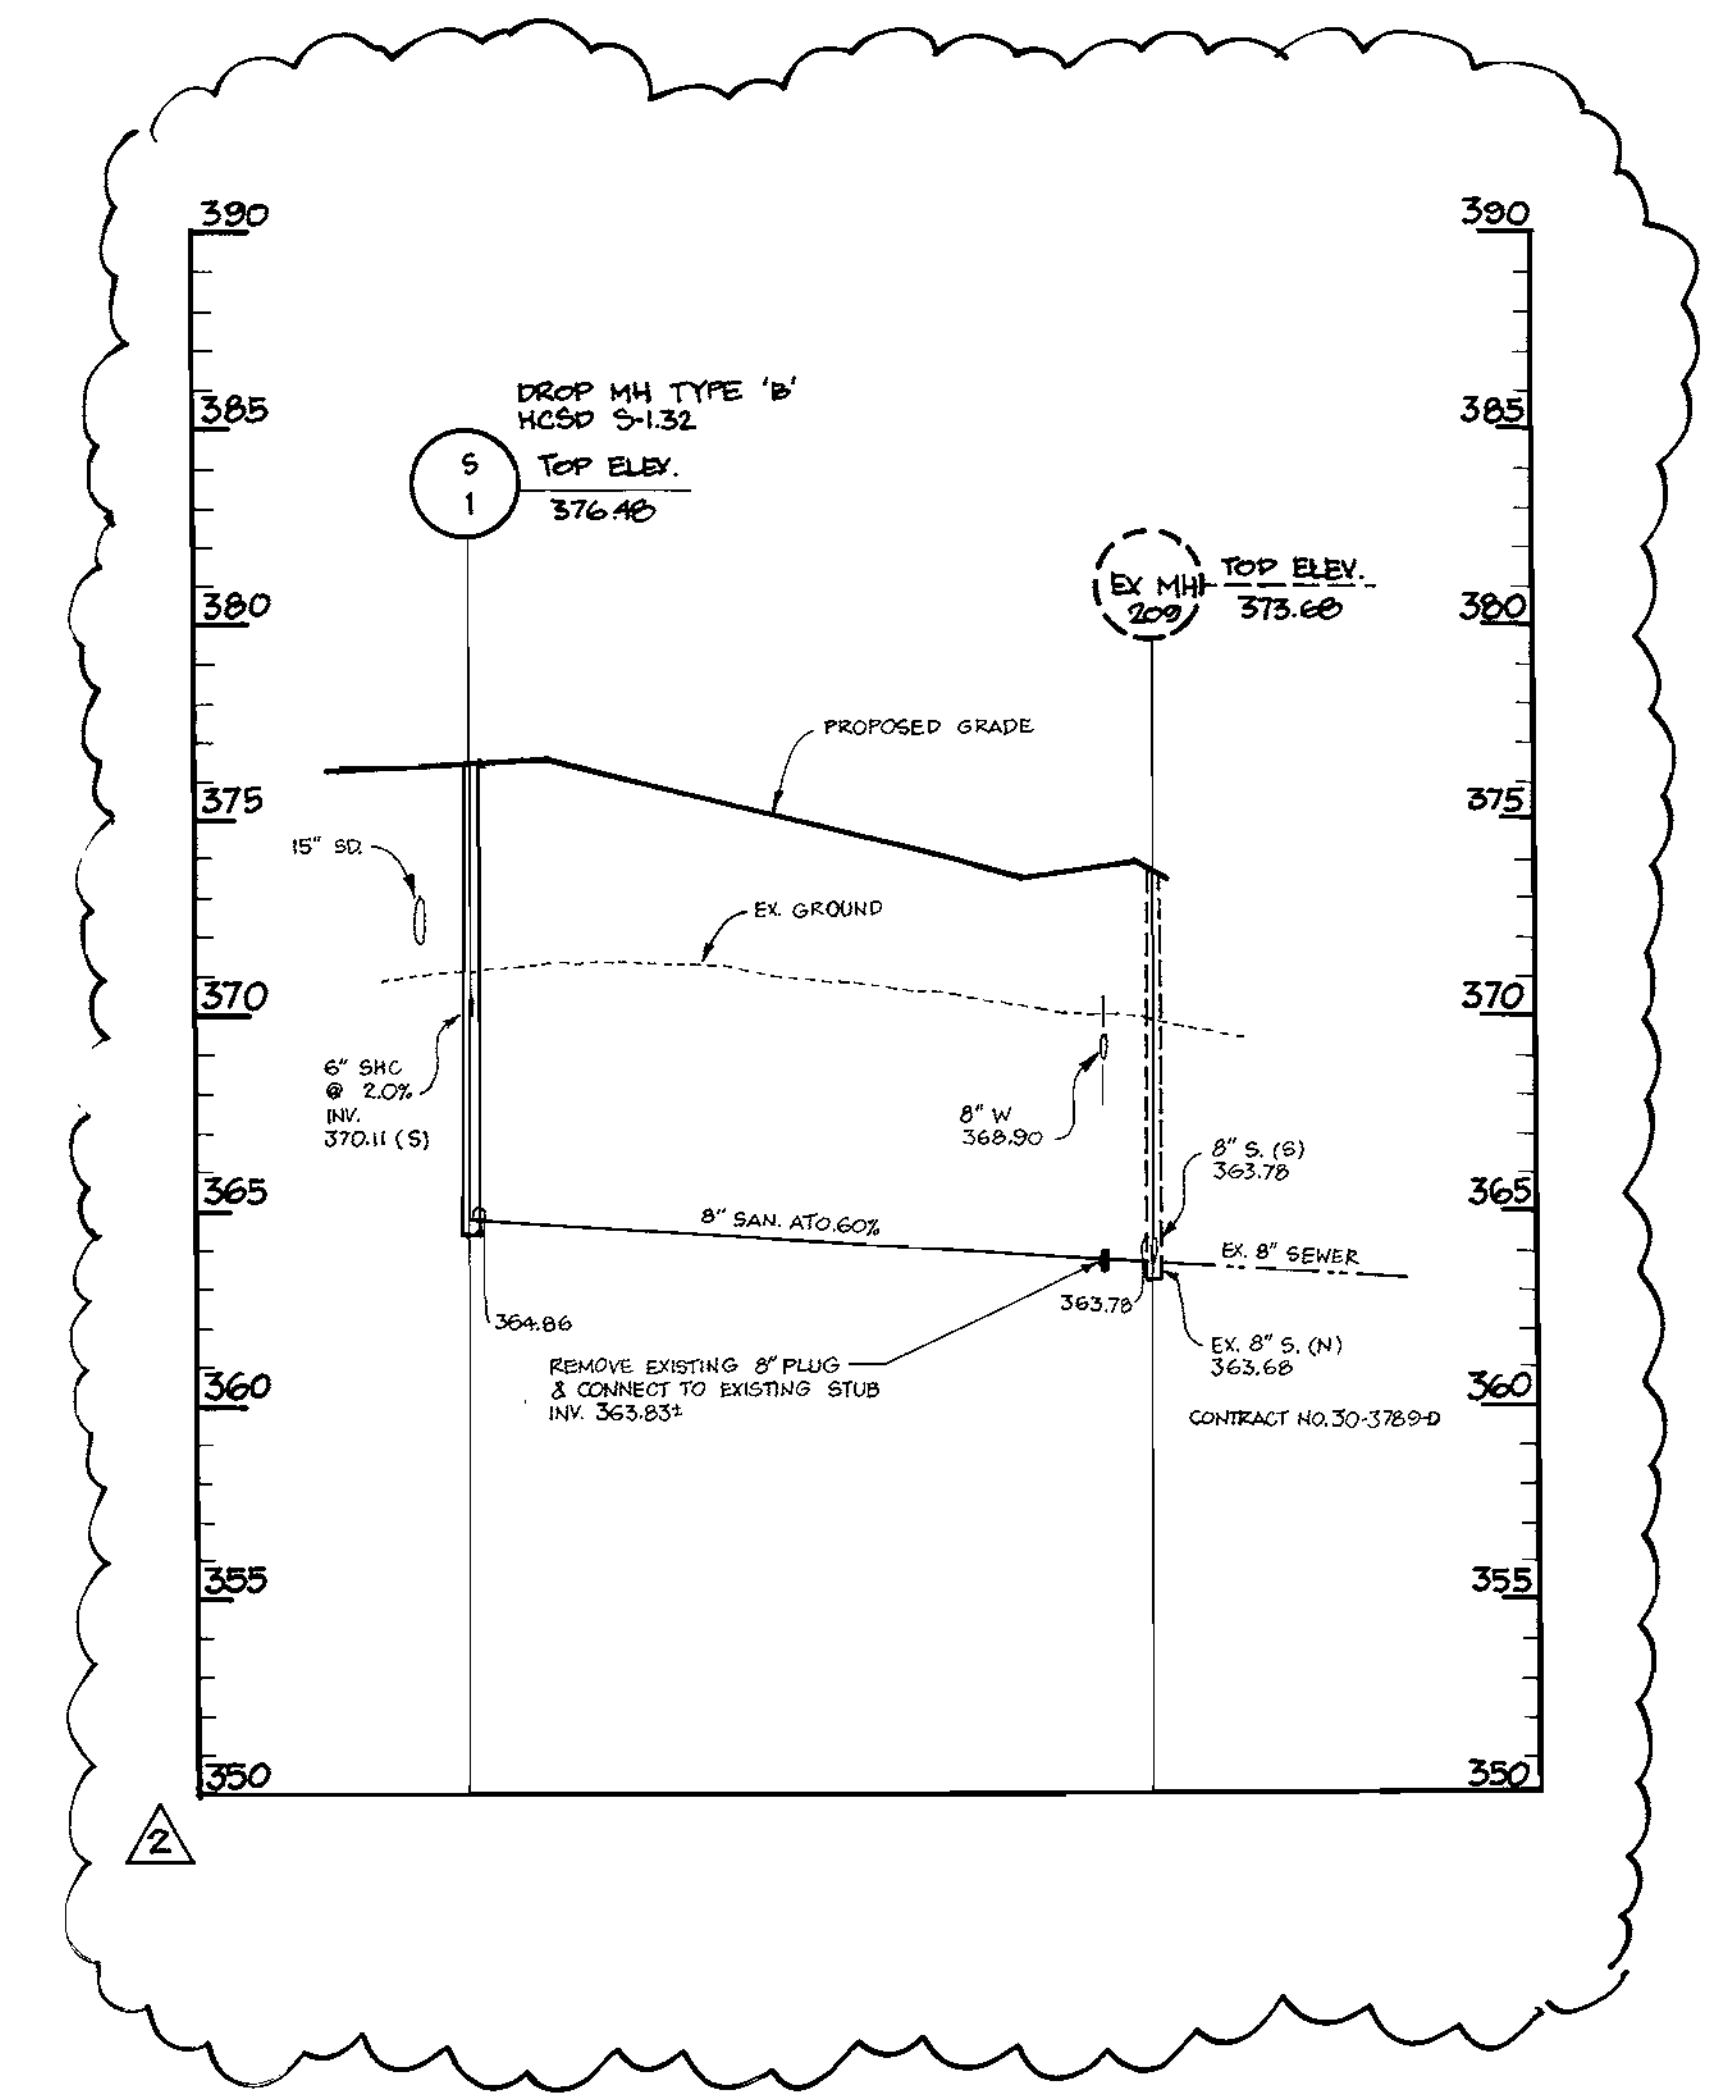 390
390
DROP MH TYPE 'B'
HCSD S-1.32
385
385
S
1
TOP ELEV.
376.48
EX MH
209
TOP ELEV.
373.68
380
380
PROPOSED GRADE
375
375
15" SD.
EX. GROUND
370
370
6" SHC
@ 2.0%
INV.
370.11 (S)
8" W
368.90
8" S. (S)
363.78
365
365
8" SAN. AT 0.60%
EX. 8" SEWER
364.86
363.78
EX. 8" S. (N)
363.68
REMOVE EXISTING 8" PLUG
& CONNECT TO EXISTING STUB
INV. 363.83±
360
360
CONTRACT NO. 30-3789-D
355
355
350
350
2